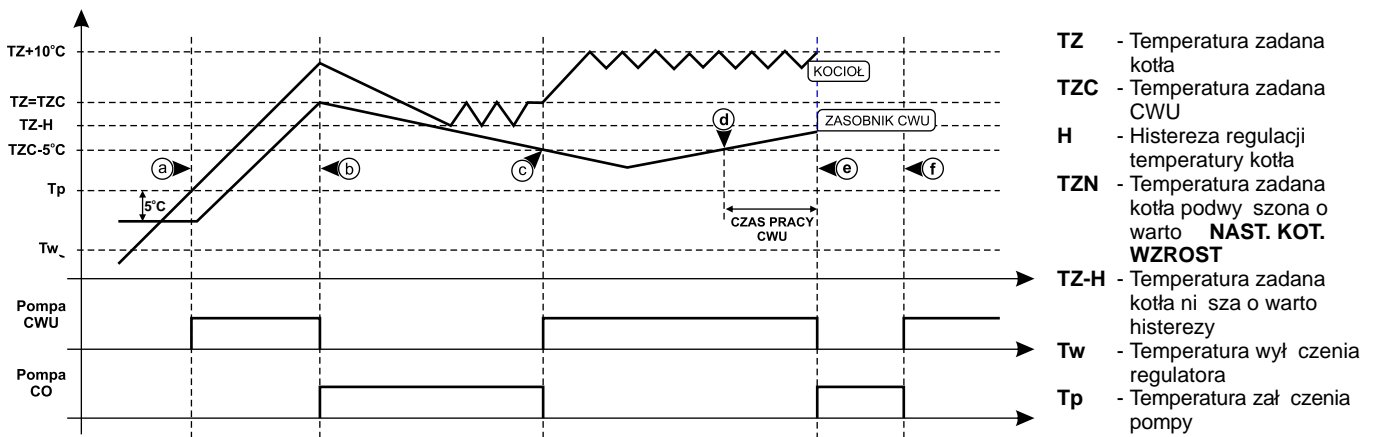 TZ+10°C
TZ=TZC
TZ-H
TZC-5°C
Tp
Tw
a
b
c
d
e
f
5°C
KOCIOŁ
ZASOBNIK CWU
CZAS PRACY
CWU
Pompa
CWU
Pompa
CO
TZ - Temperatura zadana
kotła
TZC - Temperatura zadana
CWU
H - Histereza regulacji
temperatury kotła
TZN - Temperatura zadana
kotła podwy szona o
warto NAST. KOT.
WZROST
TZ-H - Temperatura zadana
kotła ni sza o warto
histerezy
Tw - Temperatura wył czenia
regulatora
Tp - Temperatura zał czenia
pompy